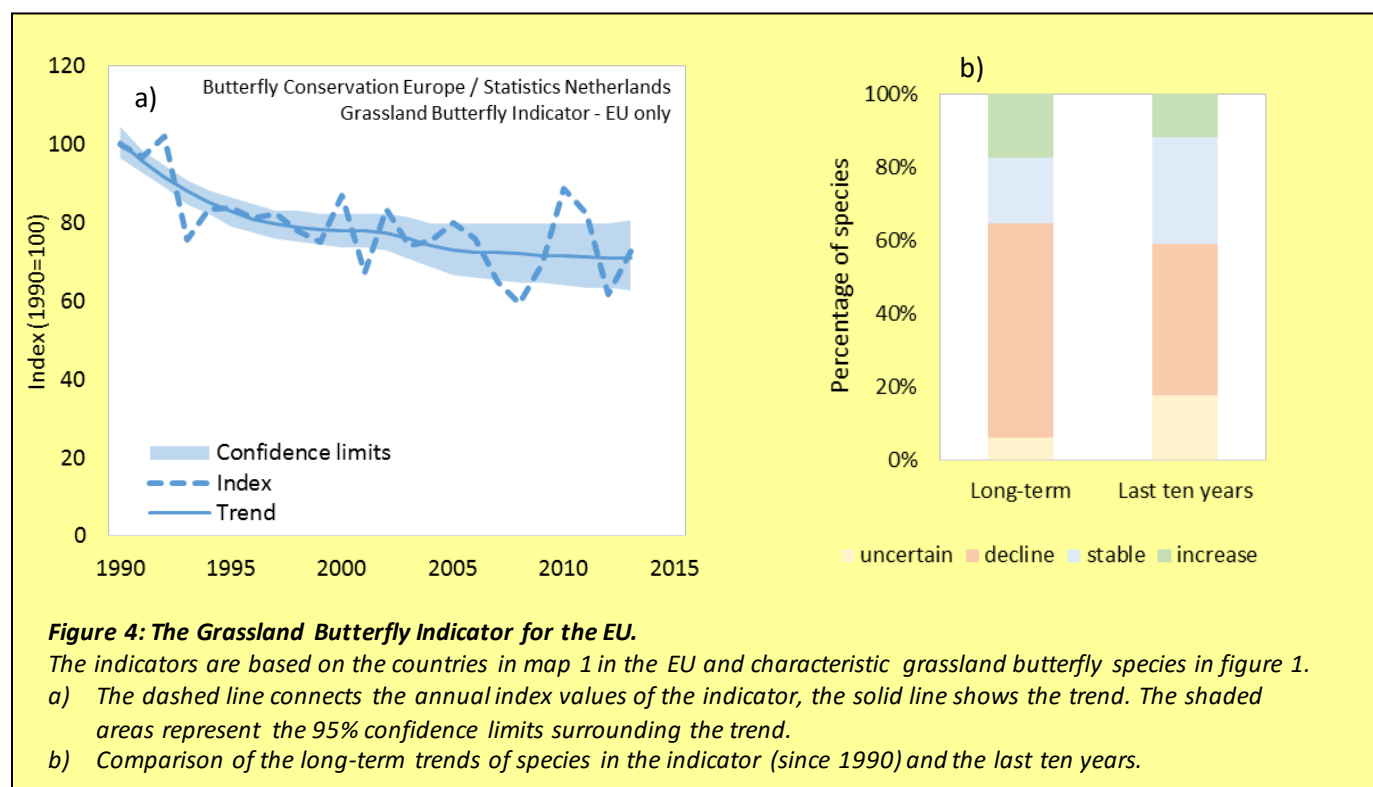 120
100
80
60
40
20
0
Index (1990=100)
a)
Butterfly Conservation Europe / Statistics Netherlands
Grassland Butterfly Indicator - EU only
Confidence limits
Index
Trend
1990 1995 2000 2005 2010 2015
b)
100%
80%
60%
40%
20%
0%
Percentage of species
Long-term Last ten years
uncertain decline stable increase
Figure 4: The Grassland Butterfly Indicator for the EU.
The indicators are based on the countries in map 1 in the EU and characteristic grassland butterfly species in figure 1.
a) The dashed line connects the annual index values of the indicator, the solid line shows the trend. The shaded
areas represent the 95% confidence limits surrounding the trend.
b) Comparison of the long-term trends of species in the indicator (since 1990) and the last ten years.